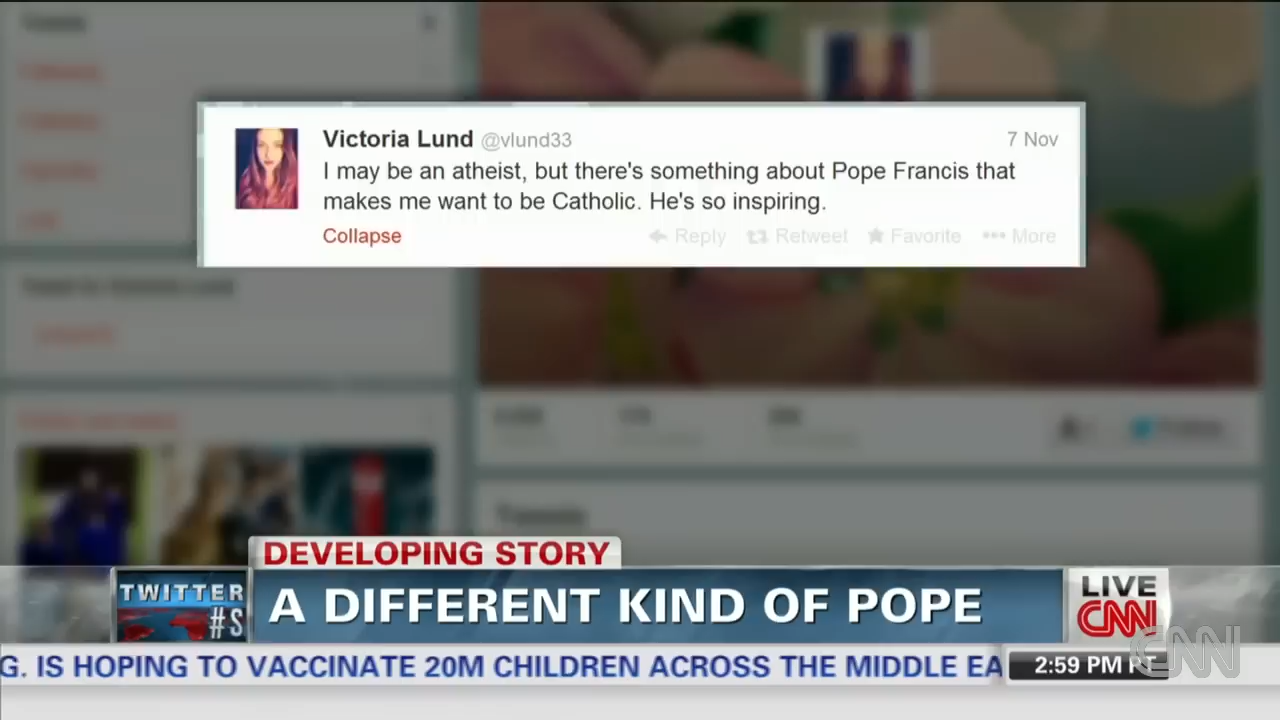 Victoria Lund @vlund33 7 Nov
I may be an atheist, but there's something about Pope Francis that
makes me want to be Catholic. He's so inspiring.
Collapse Reply Retweet Favorite More
DEVELOPING STORY
TWITTER
#S
A DIFFERENT KIND OF POPE
LIVE
CNN
G. IS HOPING TO VACCINATE 20M CHILDREN ACROSS THE MIDDLE EA
2:59 PM PT
CNN